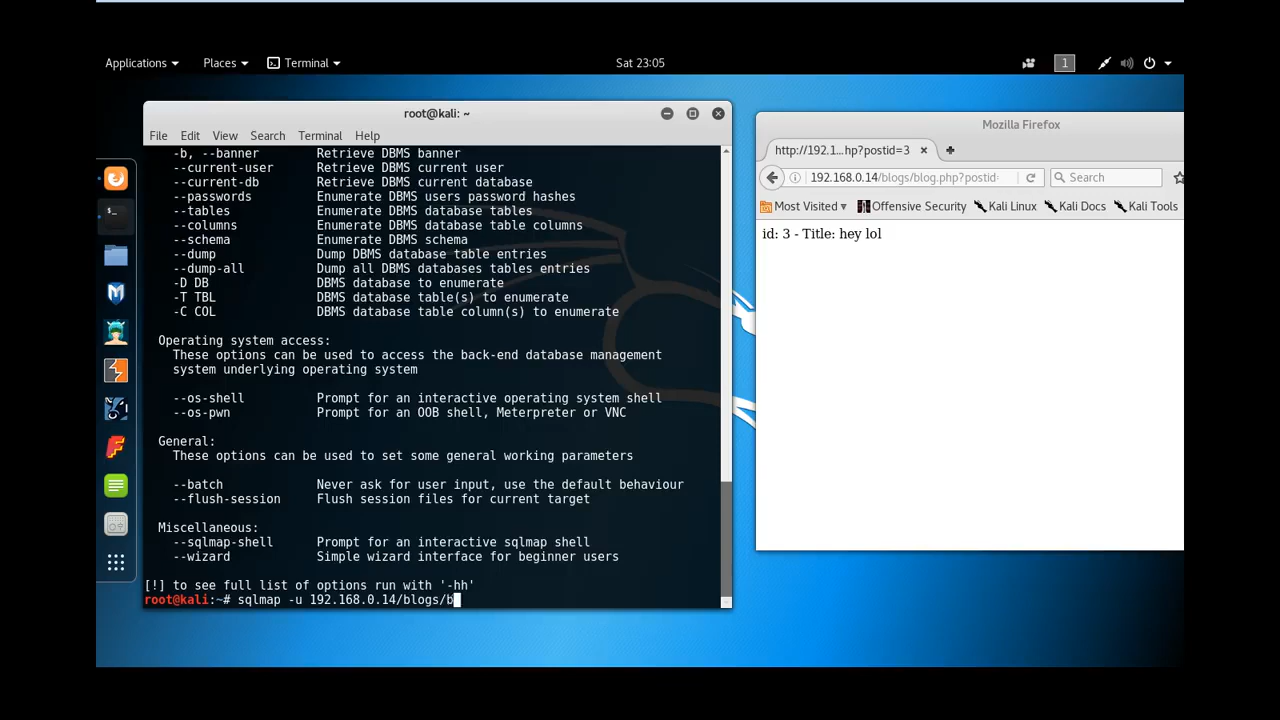 Applications Places Terminal Sat 23:05 1
root@kali: ~
File Edit View Search Terminal Help
-b, --banner Retrieve DBMS banner
--current-user Retrieve DBMS current user
--current-db Retrieve DBMS current database
--passwords Enumerate DBMS users password hashes
--tables Enumerate DBMS database tables
--columns Enumerate DBMS database table columns
--schema Enumerate DBMS schema
--dump Dump DBMS database table entries
--dump-all Dump all DBMS databases tables entries
-D DB DBMS database to enumerate
-T TBL DBMS database table(s) to enumerate
-C COL DBMS database table column(s) to enumerate
Operating system access:
These options can be used to access the back-end database management
system underlying operating system
--os-shell Prompt for an interactive operating system shell
--os-pwn Prompt for an OOB shell, Meterpreter or VNC
General:
These options can be used to set some general working parameters
--batch Never ask for user input, use the default behaviour
--flush-session Flush session files for current target
Miscellaneous:
--sqlmap-shell Prompt for an interactive sqlmap shell
--wizard Simple wizard interface for beginner users
[!] to see full list of options run with '-hh'
root@kali:~# sqlmap -u 192.168.0.14/blogs/b
Mozilla Firefox
http://192.1...hp?postid=3
192.168.0.14/blogs/blog.php?postid= Search
Most Visited Offensive Security Kali Linux Kali Docs Kali Tools
id: 3 - Title: hey lol